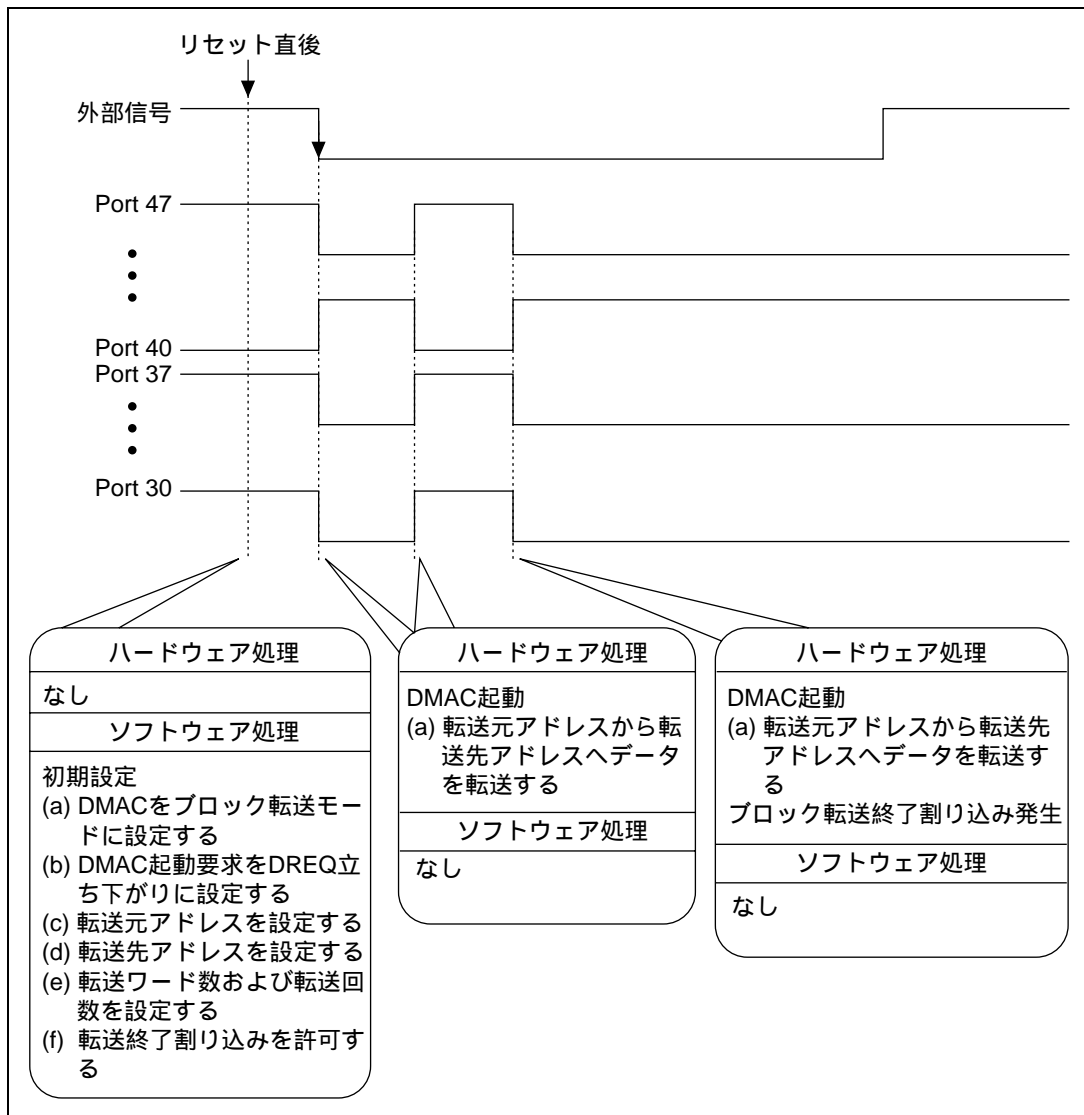 リセット直後
外部信号
Port 47
Port 40
Port 37
Port 30
ハードウェア処理
なし
ソフトウェア処理
初期設定
(a) DMACをブロック転送モー
ドに設定する
(b) DMAC起動要求をDREQ立
ち下がりに設定する
(c) 転送元アドレスを設定する
(d) 転送先アドレスを設定する
(e) 転送ワード数および転送回
数を設定する
(f) 転送終了割り込みを許可す
る
ハードウェア処理
DMAC起動
(a) 転送元アドレスから転
送先アドレスへデータ
を転送する
ソフトウェア処理
なし
ハードウェア処理
DMAC起動
(a) 転送元アドレスから転送先
アドレスへデータを転送す
る
ブロック転送終了割り込み発生
ソフトウェア処理
なし